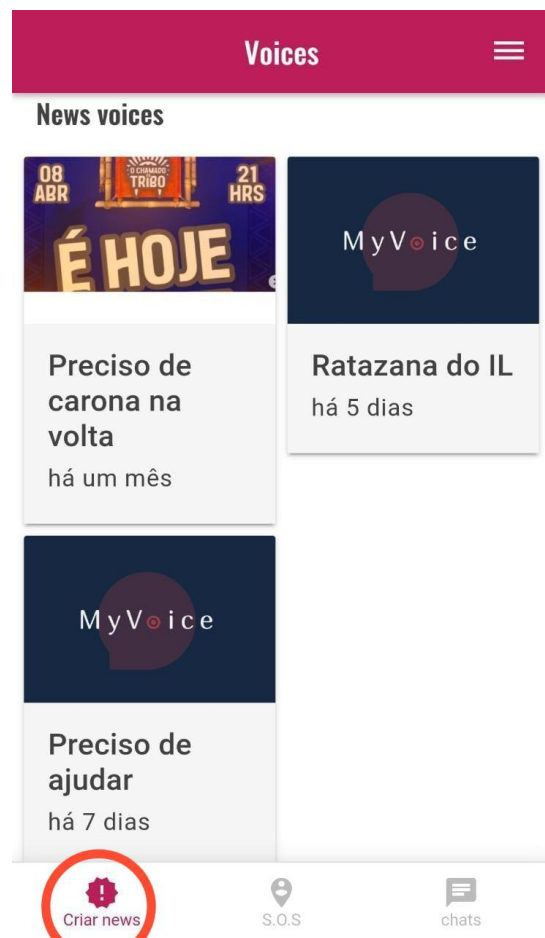 Voices
News voices
08
ABR
O CHAMADO
TRIBO
21
HRS
É HOJE
MyVoice
Preciso de
carona na
volta
há um mês
Ratazana do IL
há 5 dias
MyVoice
Preciso de
ajudar
há 7 dias
Criar news
S.O.S
chats